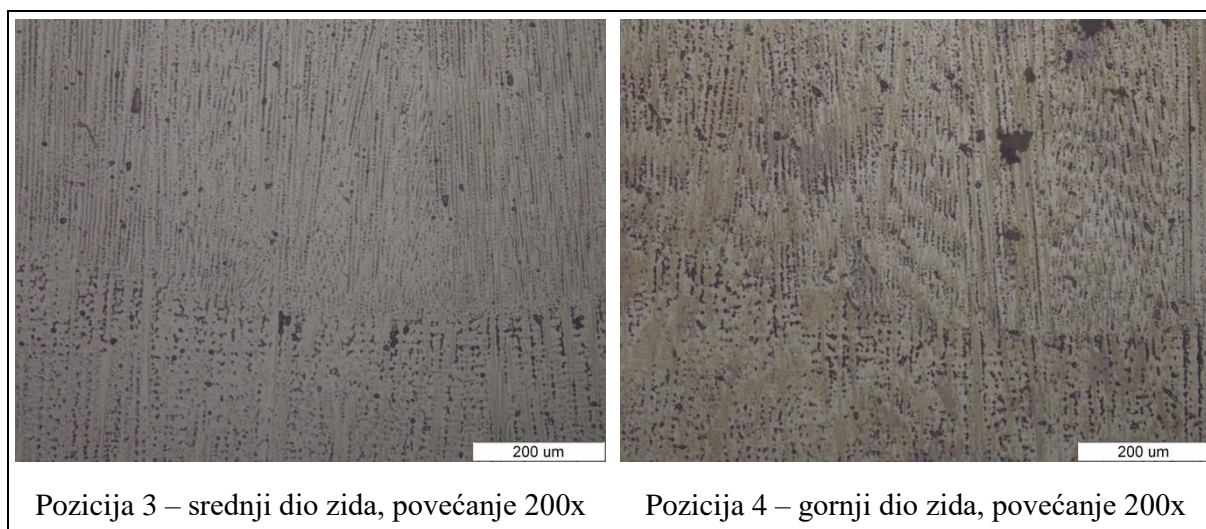 200 um
200 um
Pozicija 3 – srednji dio zida, povećanje 200x
Pozicija 4 – gornji dio zida, povećanje 200x